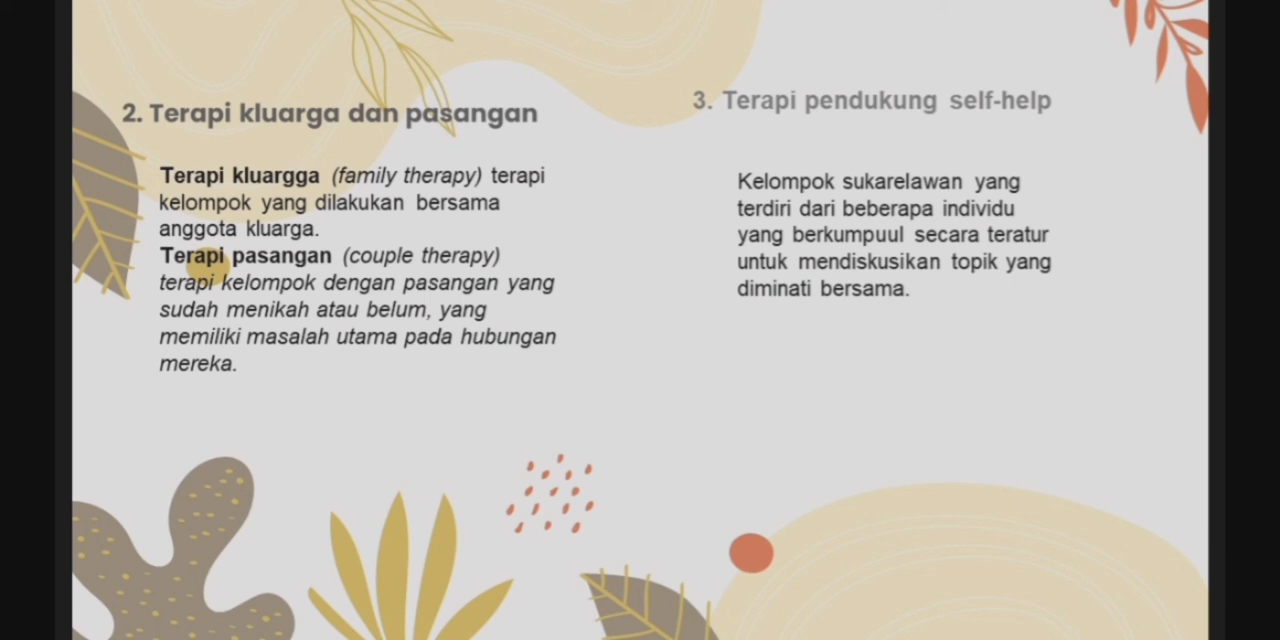 2. Terapi kluarga dan pasangan
Terapi kluargga (family therapy) terapi
kelompok yang dilakukan bersama
anggota kluarga.
Terapi pasangan (couple therapy)
terapi kelompok dengan pasangan yang
sudah menikah atau belum, yang
memiliki masalah utama pada hubungan
mereka.
3. Terapi pendukung self-help
Kelompok sukarelawan yang
terdiri dari beberapa individu
yang berkumpuul secara teratur
untuk mendiskusikan topik yang
diminati bersama.